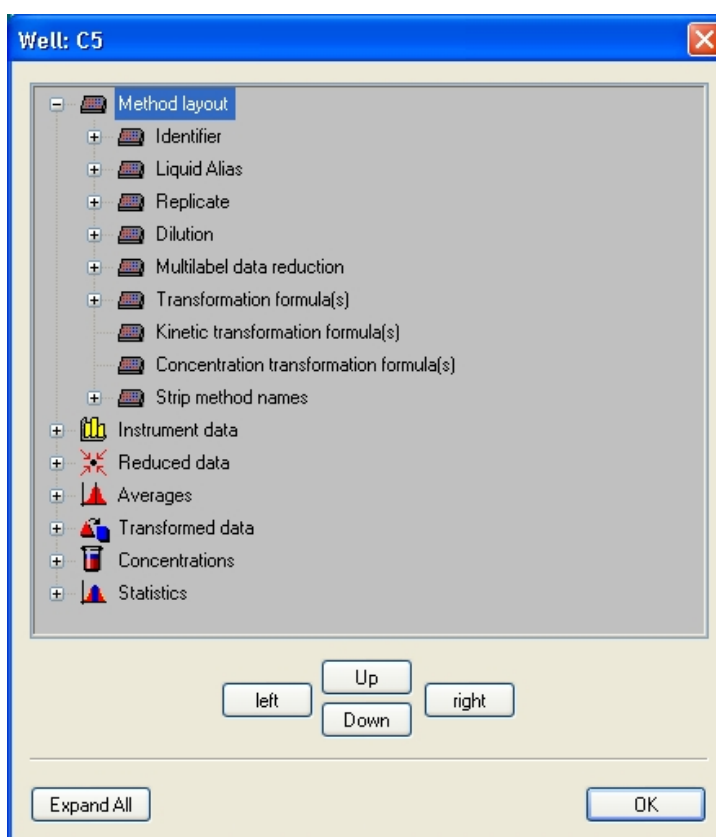 Well: C5
Method layout
Identifier
Liquid Alias
Replicate
Dilution
Multilabel data reduction
Transformation formula(s)
Kinetic transformation formula(s)
Concentration transformation formula(s)
Strip method names
Instrument data
Reduced data
Averages
Transformed data
Concentrations
Statistics
Up
left
right
Down
Expand All
OK